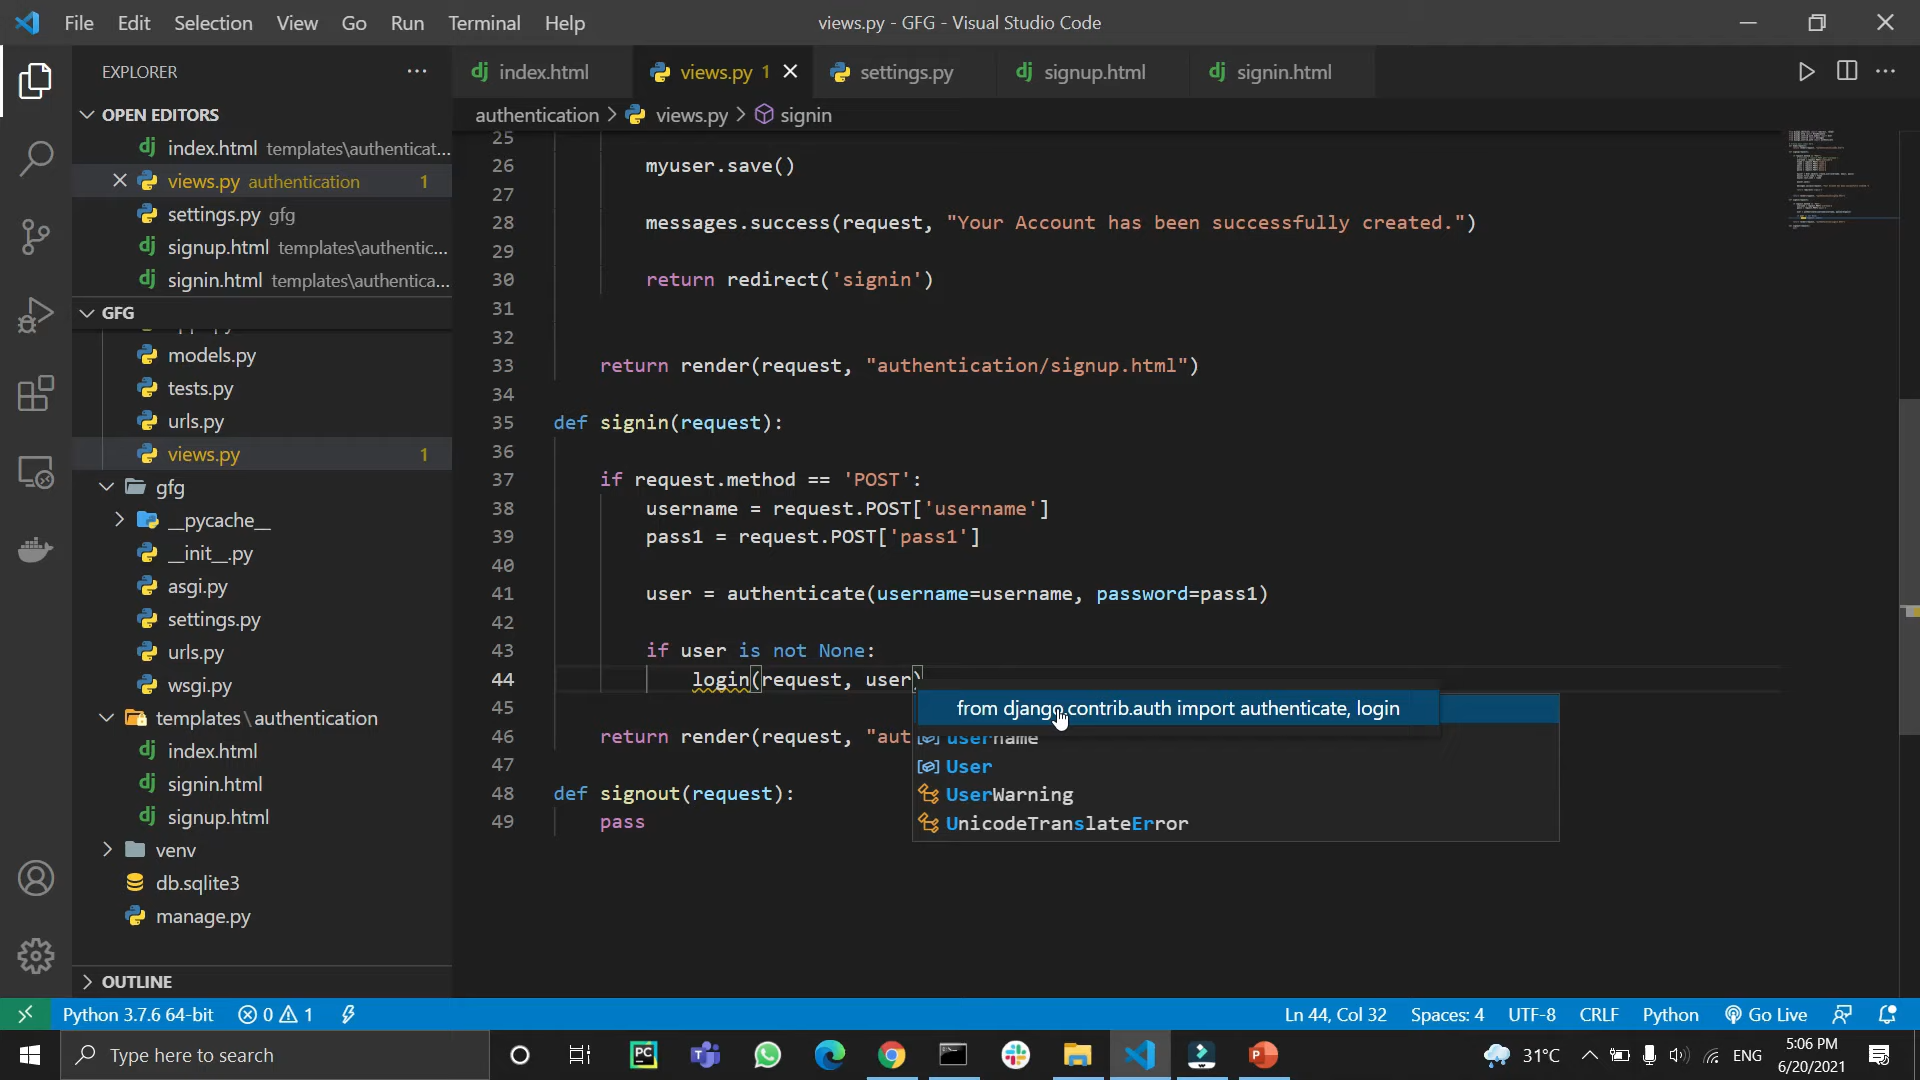 File Edit Selection View Go Run Terminal Help
views.py - GFG - Visual Studio Code
EXPLORER
index.html
views.py 1
settings.py
signup.html
signin.html
OPEN EDITORS
index.html templates\authenticat...
views.py authentication 1
settings.py gfg
signup.html templates\authentic...
signin.html templates\authentica...
GFG
models.py
tests.py
urls.py
views.py 1
gfg
__pycache__
__init__.py
asgi.py
settings.py
urls.py
wsgi.py
templates\authentication
index.html
signin.html
signup.html
venv
db.sqlite3
manage.py
OUTLINE
authentication > views.py > signin
25
26 myuser.save()
27
28 messages.success(request, "Your Account has been successfully created.")
29
30 return redirect('signin')
31
32
33 return render(request, "authentication/signup.html")
34
35 def signin(request):
36
37 if request.method == 'POST':
38 username = request.POST['username']
39 pass1 = request.POST['pass1']
40
41 user = authenticate(username=username, password=pass1)
42
43 if user is not None:
44 login(request, user)
45
46 return render(request, "aut
47
48 def signout(request):
49 pass
from django.contrib.auth import authenticate, login
username
User
UserWarning
UnicodeTranslateError
Python 3.7.6 64-bit 0 1
Ln 44, Col 32 Spaces: 4 UTF-8 CRLF Python Go Live
Type here to search
PC
31°C ENG
5:06 PM
6/20/2021